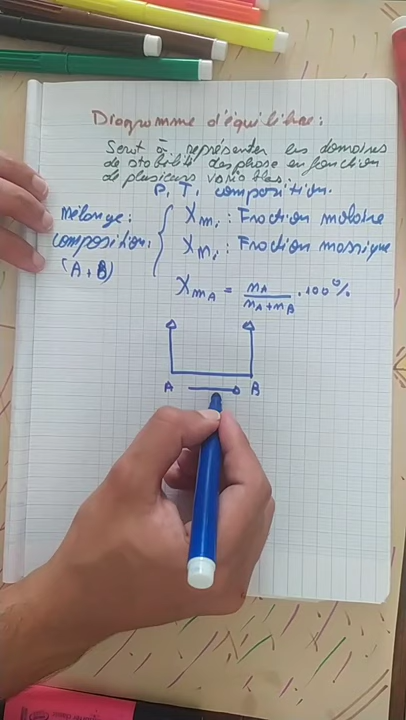 Diagramme d'équilibre:
Sert à représenter les domaines
de stabilité des phase en fonction
de plusieurs variables:
P, T, composition.
Mélange:
composition:
(A+B)
Xmi : Fraction molaire
Xmi : Fraction massique
XmA = mA / mA+mB . 100%
A → B